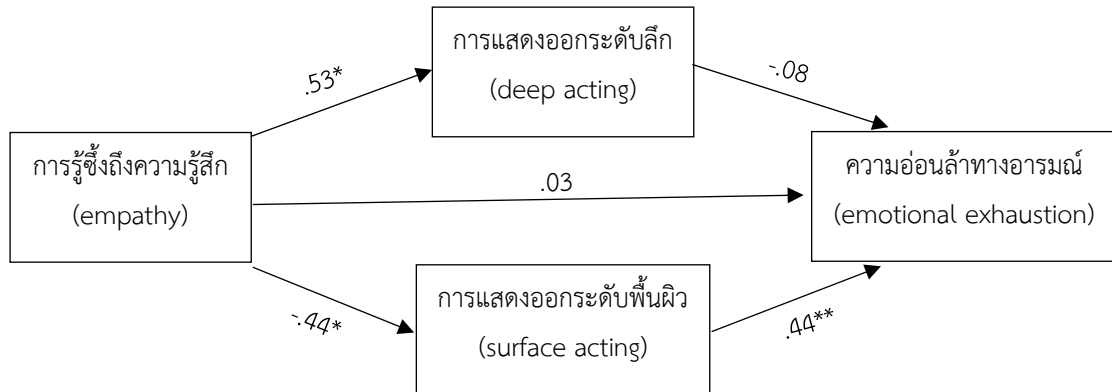 การแสดงออกระดับลึก
(deep acting)
.53*
-.08
การรู้ซึ้งถึงความรู้สึก
(empathy)
.03
ความอ่อนล้าทางอารมณ์
(emotional exhaustion)
-.44*
การแสดงออกระดับพื้นผิว
(surface acting)
.44**